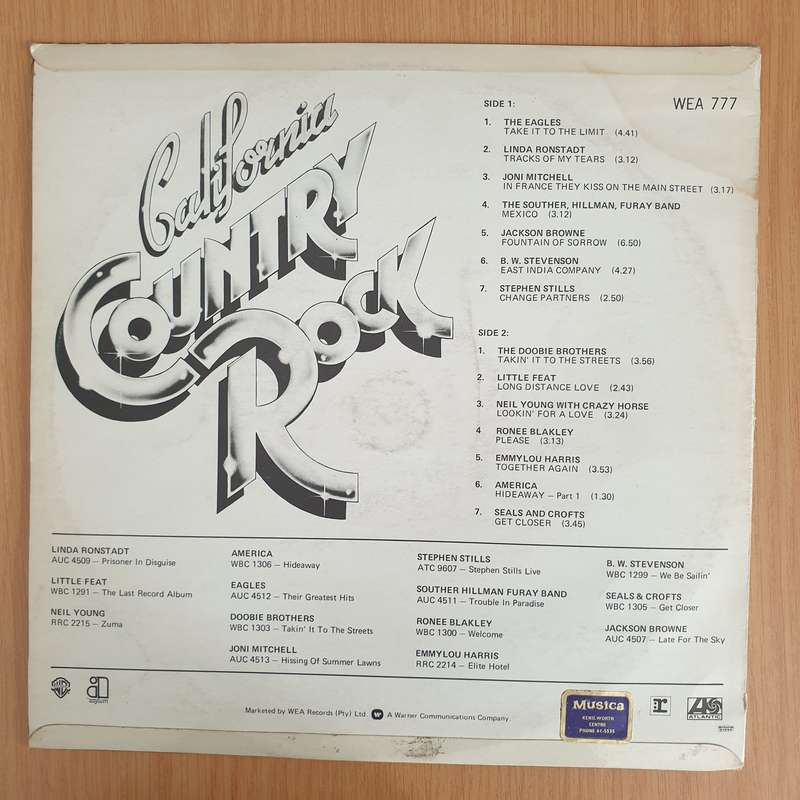 California
COUNTRY
ROCK
WEA 777
SIDE 1:
1. THE EAGLES
TAKE IT TO THE LIMIT (4.41)
2. LINDA RONSTADT
TRACKS OF MY TEARS (3.12)
3. JONI MITCHELL
IN FRANCE THEY KISS ON THE MAIN STREET (3.17)
4. THE SOUTHER, HILLMAN, FURAY BAND
MEXICO (3.12)
5. JACKSON BROWNE
FOUNTAIN OF SORROW (6.50)
6. B. W. STEVENSON
EAST INDIA COMPANY (4.27)
7. STEPHEN STILLS
CHANGE PARTNERS (2.50)
SIDE 2:
1. THE DOOBIE BROTHERS
TAKIN' IT TO THE STREETS (3.56)
2. LITTLE FEAT
LONG DISTANCE LOVE (2.43)
3. NEIL YOUNG WITH CRAZY HORSE
LOOKIN' FOR A LOVE (3.24)
4 RONEE BLAKLEY
PLEASE (3.13)
5. EMMYLOU HARRIS
TOGETHER AGAIN (3.53)
6. AMERICA
HIDEAWAY – Part 1 (1.30)
7. SEALS AND CROFTS
GET CLOSER (3.45)
LINDA RONSTADT
AUC 4509 – Prisoner In Disguise
LITTLE FEAT
WBC 1291 – The Last Record Album
NEIL YOUNG
RRC 2215 – Zuma
AMERICA
WBC 1306 – Hideaway
EAGLES
AUC 4512 – Their Greatest Hits
DOOBIE BROTHERS
WBC 1303 – Takin' It To The Streets
JONI MITCHELL
AUC 4513 – Hissing Of Summer Lawns
STEPHEN STILLS
ATC 9607 – Stephen Stills Live
SOUTHER HILLMAN FURAY BAND
AUC 4511 – Trouble In Paradise
RONEE BLAKLEY
WBC 1300 – Welcome
EMMYLOU HARRIS
RRC 2214 – Elite Hotel
B. W. STEVENSON
WBC 1299 – We Be Sailin'
SEALS & CROFTS
WBC 1305 – Get Closer
JACKSON BROWNE
AUC 4507 – Late For The Sky
asylum
Marketed by WEA Records (Pty) Ltd. A Warner Communications Company.
Musica
KENILWORTH
CENTRE
PHONE 61-5535
r
ATLANTIC